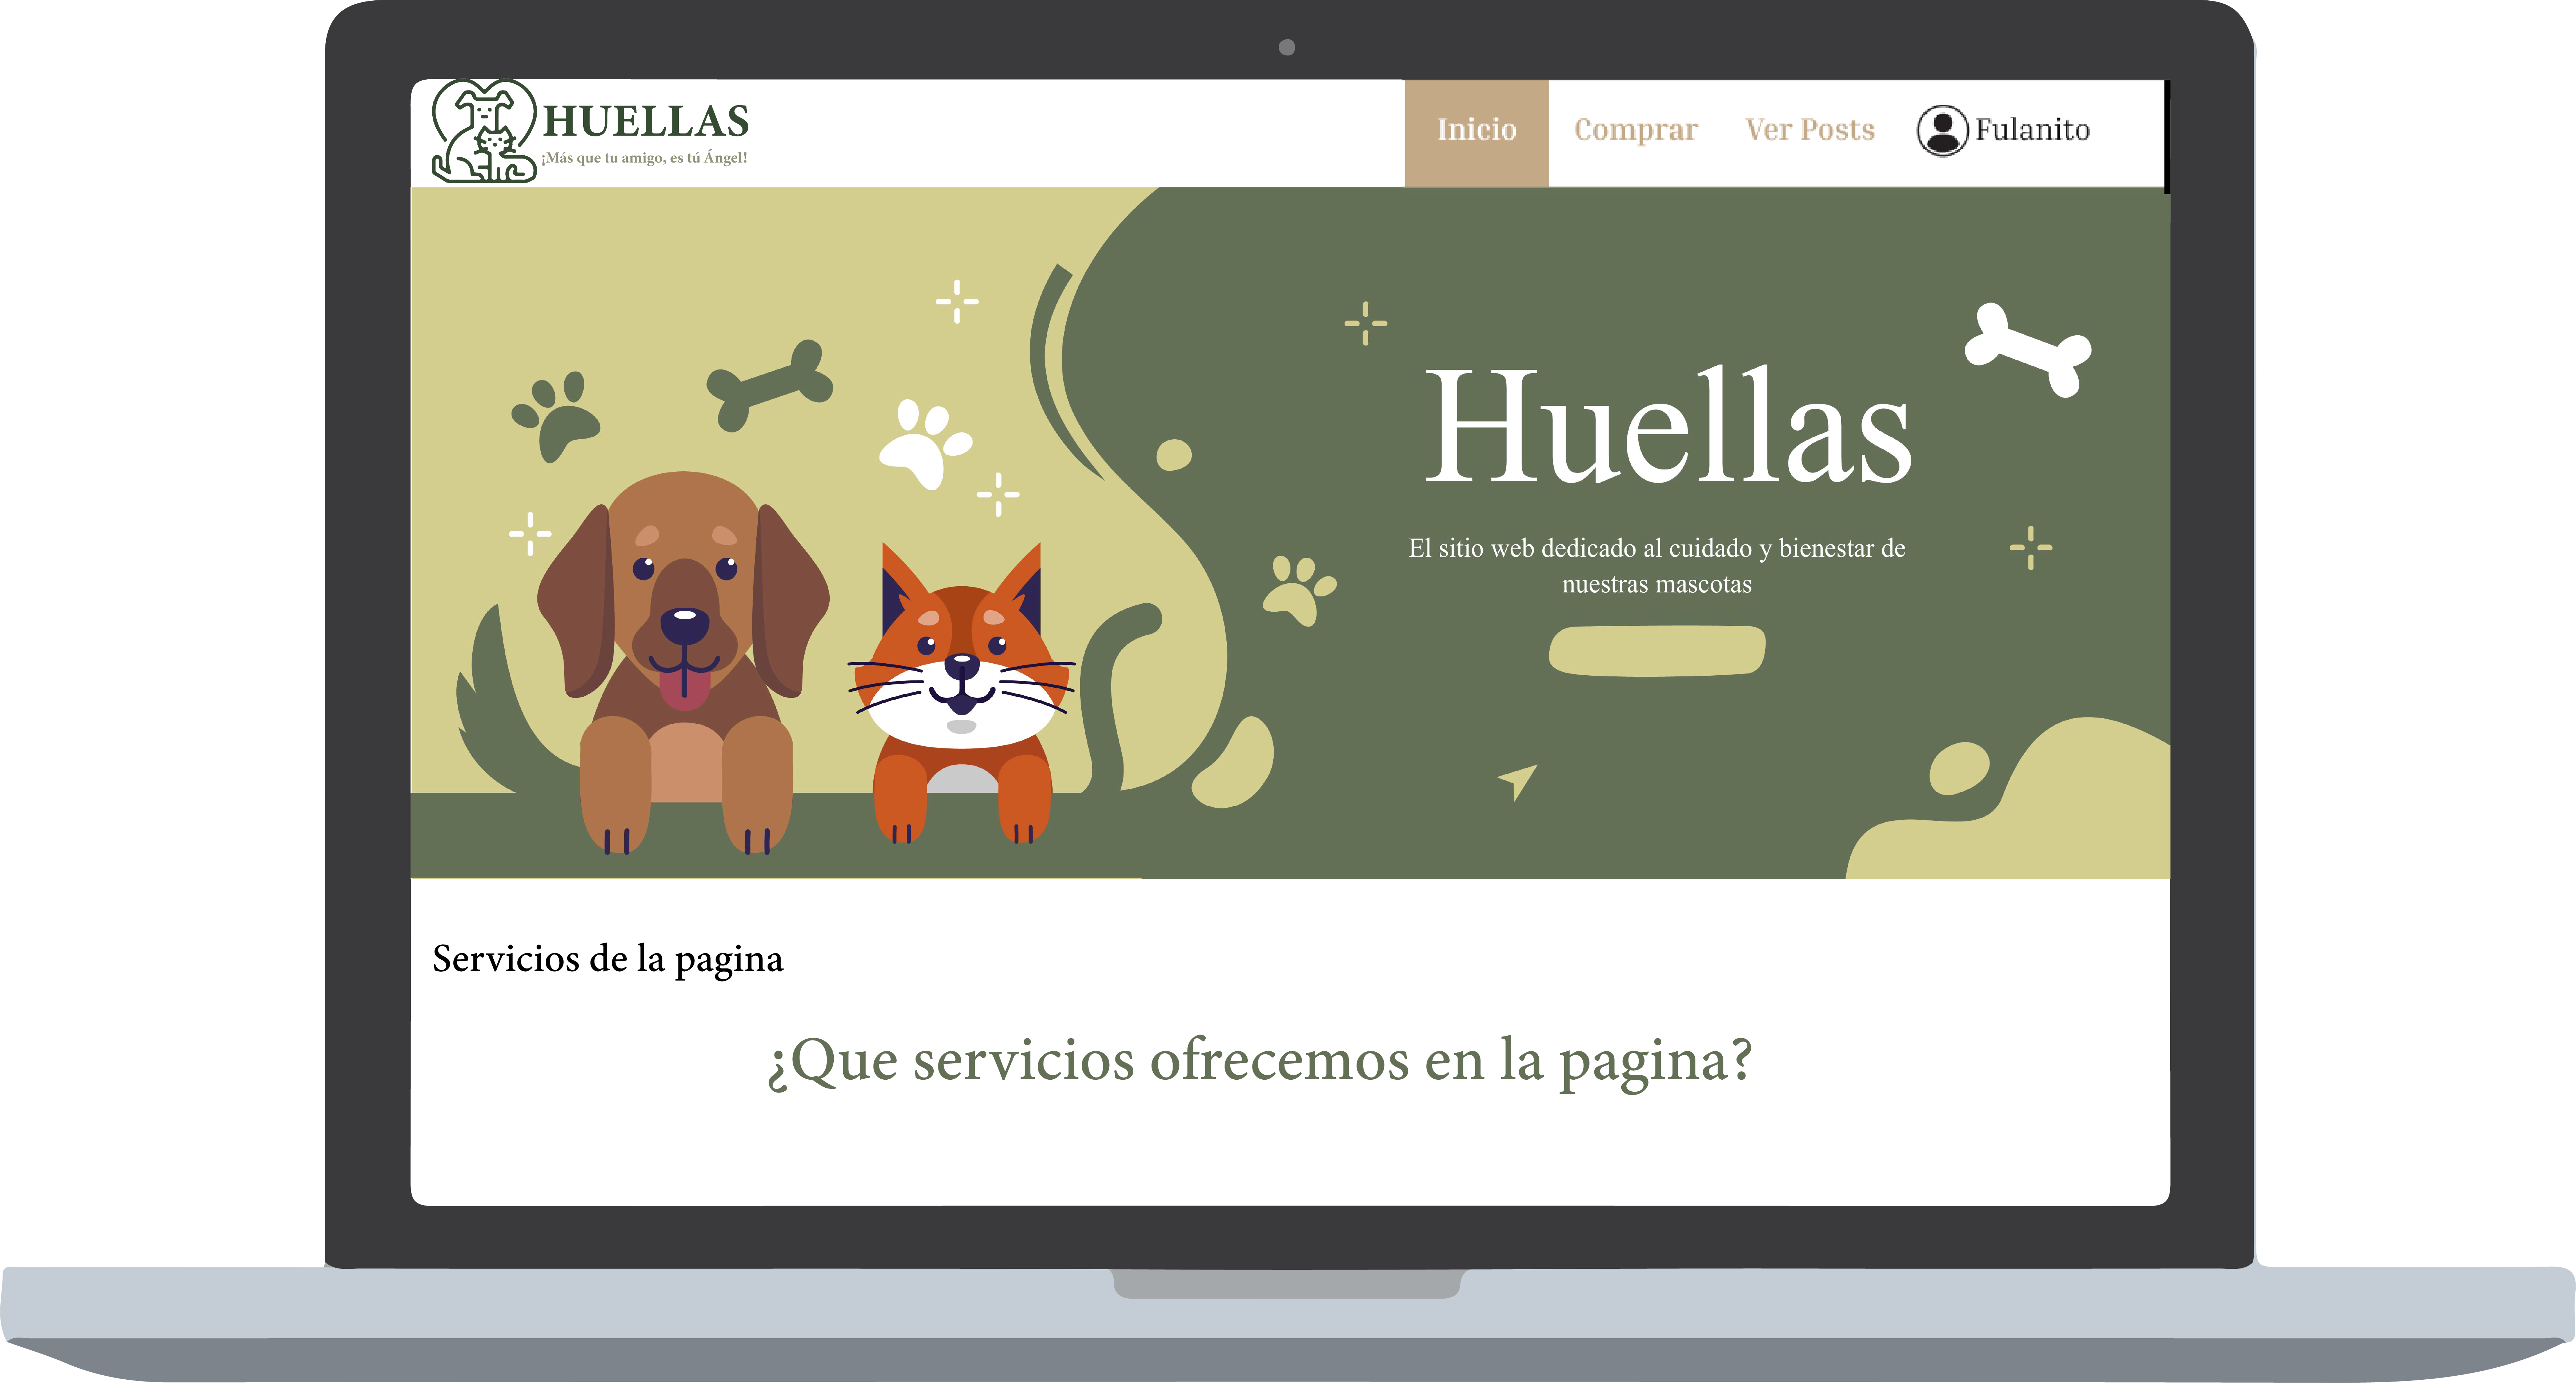 HUELLAS
¡Más que tu amigo, es tú Ángel!
Inicio Comprar Ver Posts Fulanito
Huellas
El sitio web dedicado al cuidado y bienestar de
nuestras mascotas
Servicios de la pagina
¿Que servicios ofrecemos en la pagina?